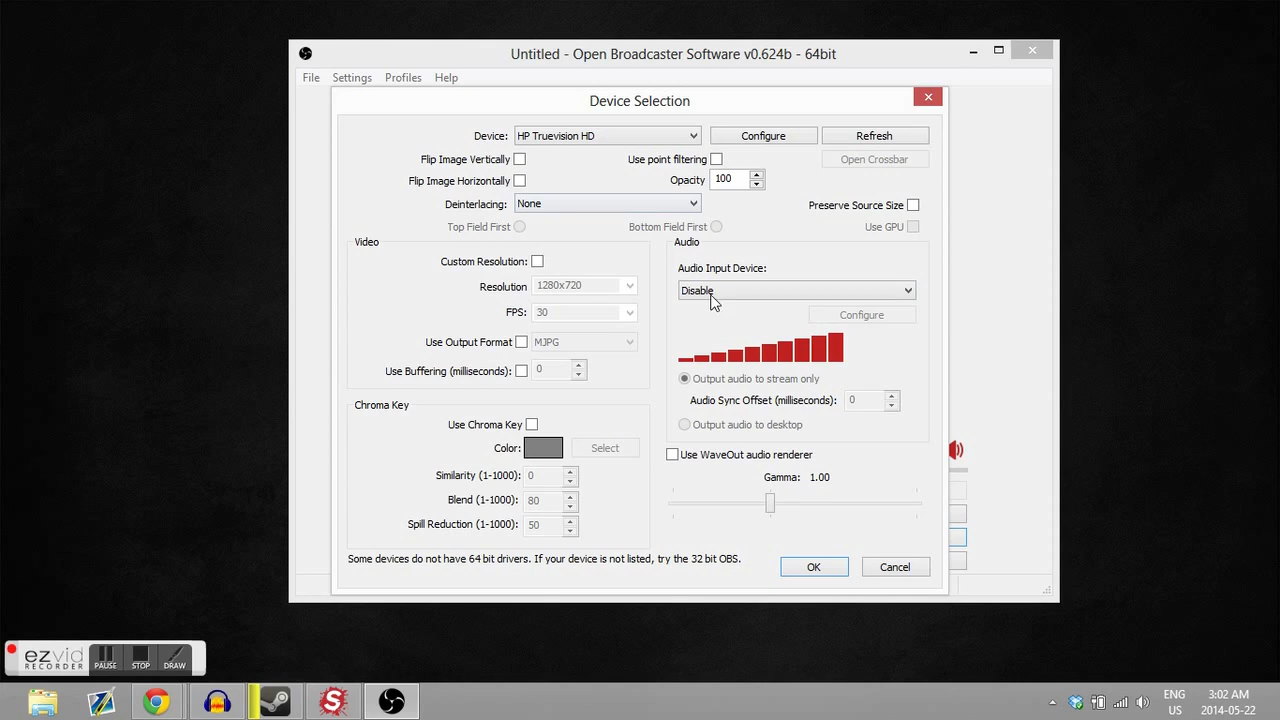 Untitled - Open Broadcaster Software v0.624b - 64bit
File Settings Profiles Help
Device Selection
Device: HP Truevision HD Configure Refresh
Flip Image Vertically Use point filtering Open Crossbar
Flip Image Horizontally Opacity 100
Deinterlacing: None Preserve Source Size
Top Field First Bottom Field First Use GPU
Video
Custom Resolution:
Resolution 1280x720
FPS: 30
Use Output Format MJPG
Use Buffering (milliseconds): 0
Audio
Audio Input Device:
Disable
Configure
Output audio to stream only
Audio Sync Offset (milliseconds): 0
Output audio to desktop
Chroma Key
Use Chroma Key
Color: Select
Similarity (1-1000) 0
Blend (1-1000) 80
Spill Reduction (1-1000) 50
Use WaveOut audio renderer
Gamma: 1.00
Some devices do not have 64 bit drivers. If your device is not listed, try the 32 bit OBS.
OK Cancel
ezvid
RECORDER
PAUSE STOP DRAW
ENG
US
3:02 AM
2014-05-22